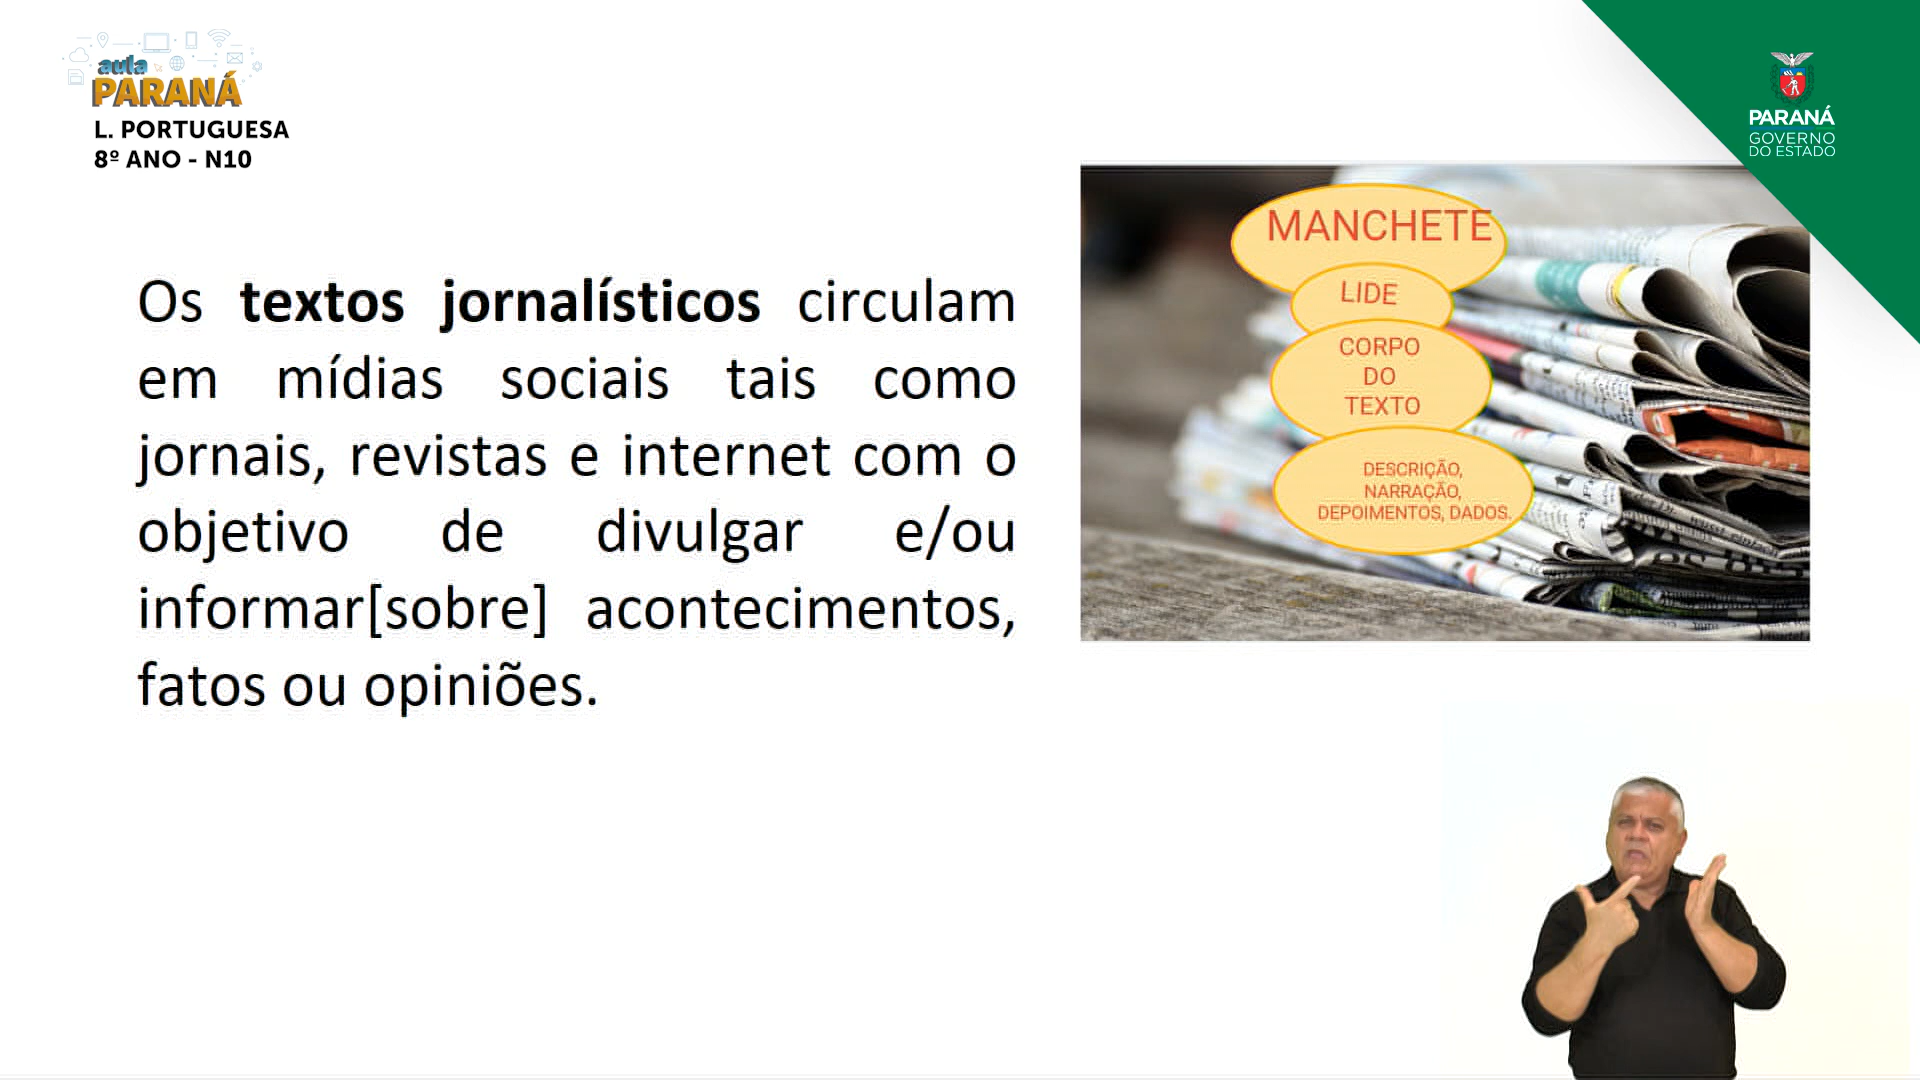 aula
PARANÁ
L. PORTUGUESA
8º ANO - N10
PARANÁ
GOVERNO
DO ESTADO
Os textos jornalísticos circulam
em mídias sociais tais como
jornais, revistas e internet com o
objetivo de divulgar e/ou
informar[sobre] acontecimentos,
fatos ou opiniões.
MANCHETE
LIDE
CORPO
DO
TEXTO
DESCRIÇÃO,
NARRAÇÃO,
DEPOIMENTOS, DADOS.